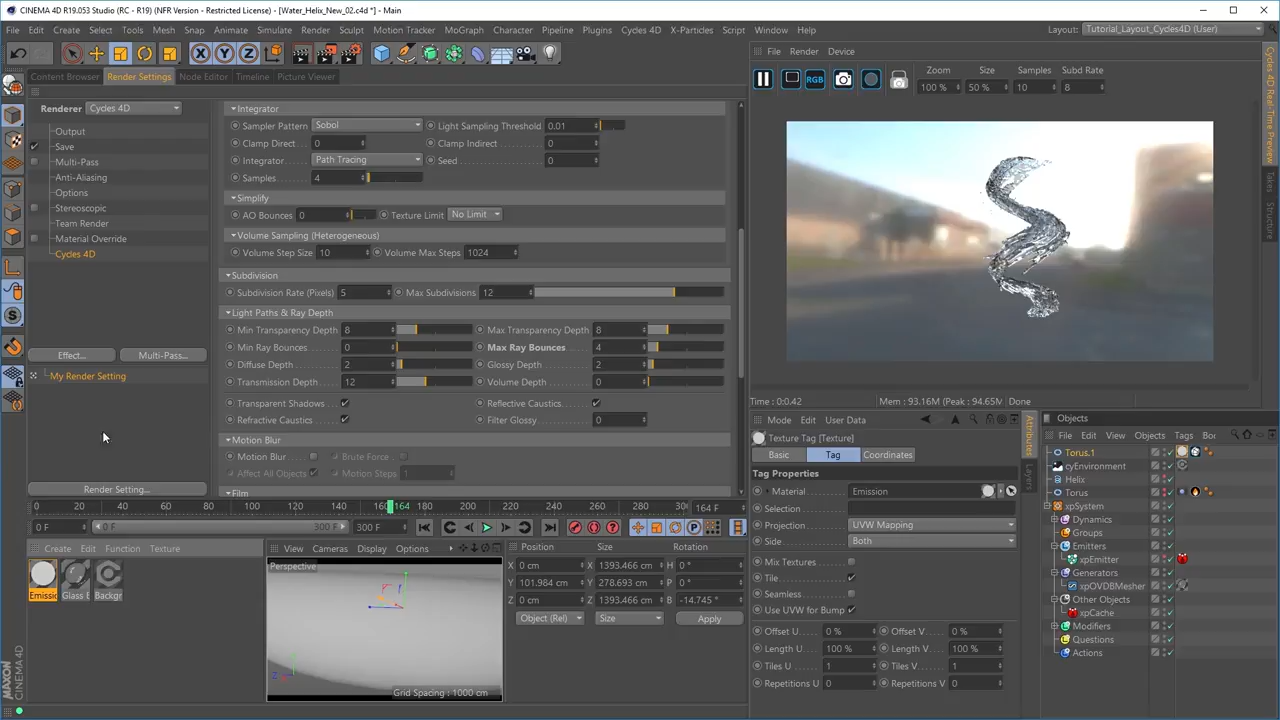 CINEMA 4D R19.053 Studio (RC - R19) (NFR Version - Restricted License) - [Water_Helix_New_02.c4d *] - Main
File Edit Create Select Tools Mesh Snap Animate Simulate Render Sculpt Motion Tracker MoGraph Character Pipeline Plugins Cycles 4D X-Particles Script Window Help
Layout: Tutorial_Layout_Cycles4D (User)
X Y Z
Content Browser Render Settings Node Editor Timeline Picture Viewer
Renderer Cycles 4D
Output
Save
Multi-Pass
Anti-Aliasing
Options
Stereoscopic
Team Render
Material Override
Cycles 4D
Effect... Multi-Pass...
My Render Setting
Render Setting...
Integrator
Sampler Pattern Sobol Light Sampling Threshold 0.01
Clamp Direct 0 Clamp Indirect 0
Integrator Path Tracing Seed 0
Samples 4
Simplify
AO Bounces 0 Texture Limit No Limit
Volume Sampling (Heterogeneous)
Volume Step Size 10 Volume Max Steps 1024
Subdivision
Subdivision Rate (Pixels) 5 Max Subdivisions 12
Light Paths & Ray Depth
Min Transparency Depth 8 Max Transparency Depth 8
Min Ray Bounces 0 Max Ray Bounces 4
Diffuse Depth 2 Glossy Depth 2
Transmission Depth 12 Volume Depth 0
Transparent Shadows Reflective Caustics
Refractive Caustics Filter Glossy 0
Motion Blur
Motion Blur Brute Force
Affect All Objects Motion Steps 1
Film
File Render Device
RGB
Zoom Size Samples Subd Rate
100 % 50 % 10 8
Time : 0:0.42 Mem : 93.16M (Peak : 94.65M) Done
Cycles 4D Real-Time Preview
Takes
Structure
0 20 40 60 80 100 120 140 160 164 180 200 220 240 260 280 164 F
0 F 0 F 300 F 300 F
Create Edit Function Texture
Emissic Glass E Backgr
View Cameras Display Options
Perspective
Grid Spacing : 1000 cm
Position Size Rotation
X 0 cm X 1393.466 cm H 0 °
Y 101.984 cm Y 278.693 cm P 0 °
Z 0 cm Z 1393.466 cm B -14.745 °
Object (Rel) Size Apply
Mode Edit User Data
Texture Tag [Texture]
Basic Tag Coordinates
Tag Properties
Material Emission
Selection
Projection UVW Mapping
Side Both
Mix Textures
Tile
Seamless
Use UVW for Bump
Offset U 0 % Offset V 0 %
Length U 100 % Length V 100 %
Tiles U 1 Tiles V 1
Repetitions U 0 Repetitions V 0
Attributes
Layers
Objects
File Edit View Objects Tags Bo
Torus.1
cyEnvironment
Helix
Torus
xpSystem
Dynamics
Groups
Emitters
xpEmitter
Generators
xpOVDBMesher
Other Objects
xpCache
Modifiers
Questions
Actions
MAXON
CINEMA 4D